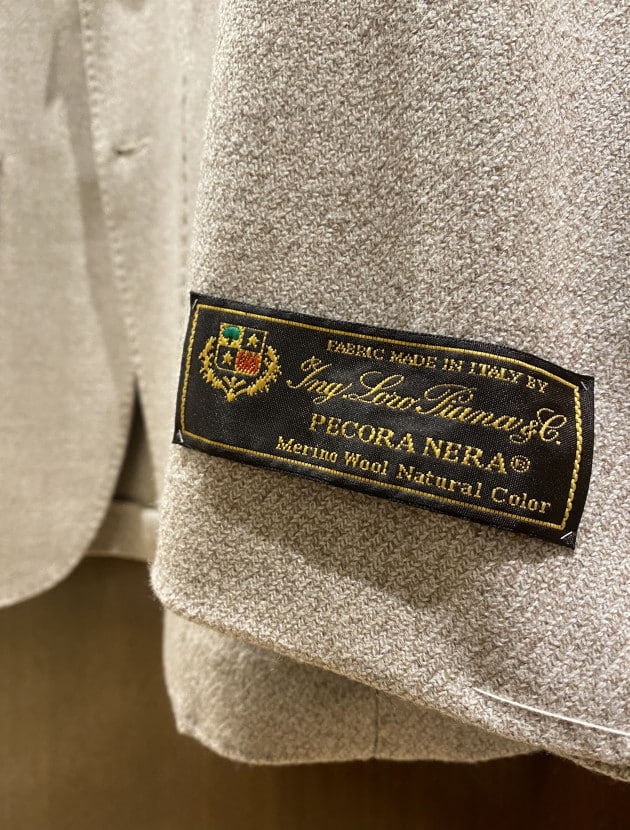 FABRIC MADE IN ITALY BY
Ing. Loro Piana & C.
PECORA NERA®
Merino Wool Natural Color